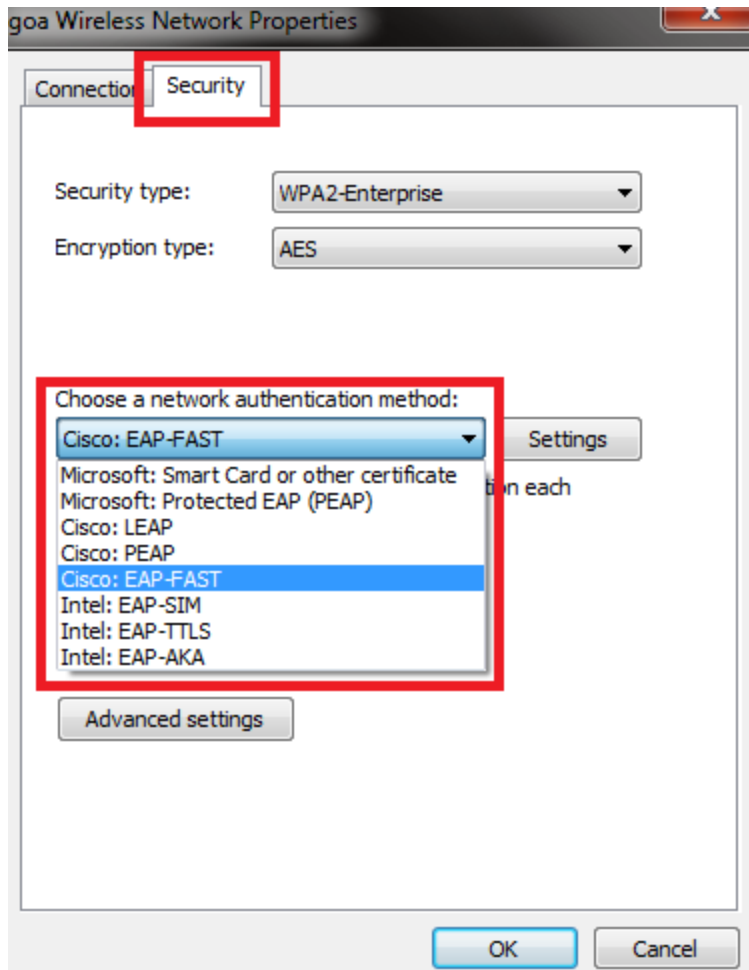 goa Wireless Network Properties
Connection Security
Security type: WPA2-Enterprise
Encryption type: AES
Choose a network authentication method:
Cisco: EAP-FAST Settings
Microsoft: Smart Card or other certificate
each
Microsoft: Protected EAP (PEAP)
Cisco: LEAP
Cisco: PEAP
Cisco: EAP-FAST
Intel: EAP-SIM
Intel: EAP-TTLS
Intel: EAP-AKA
Advanced settings
OK Cancel